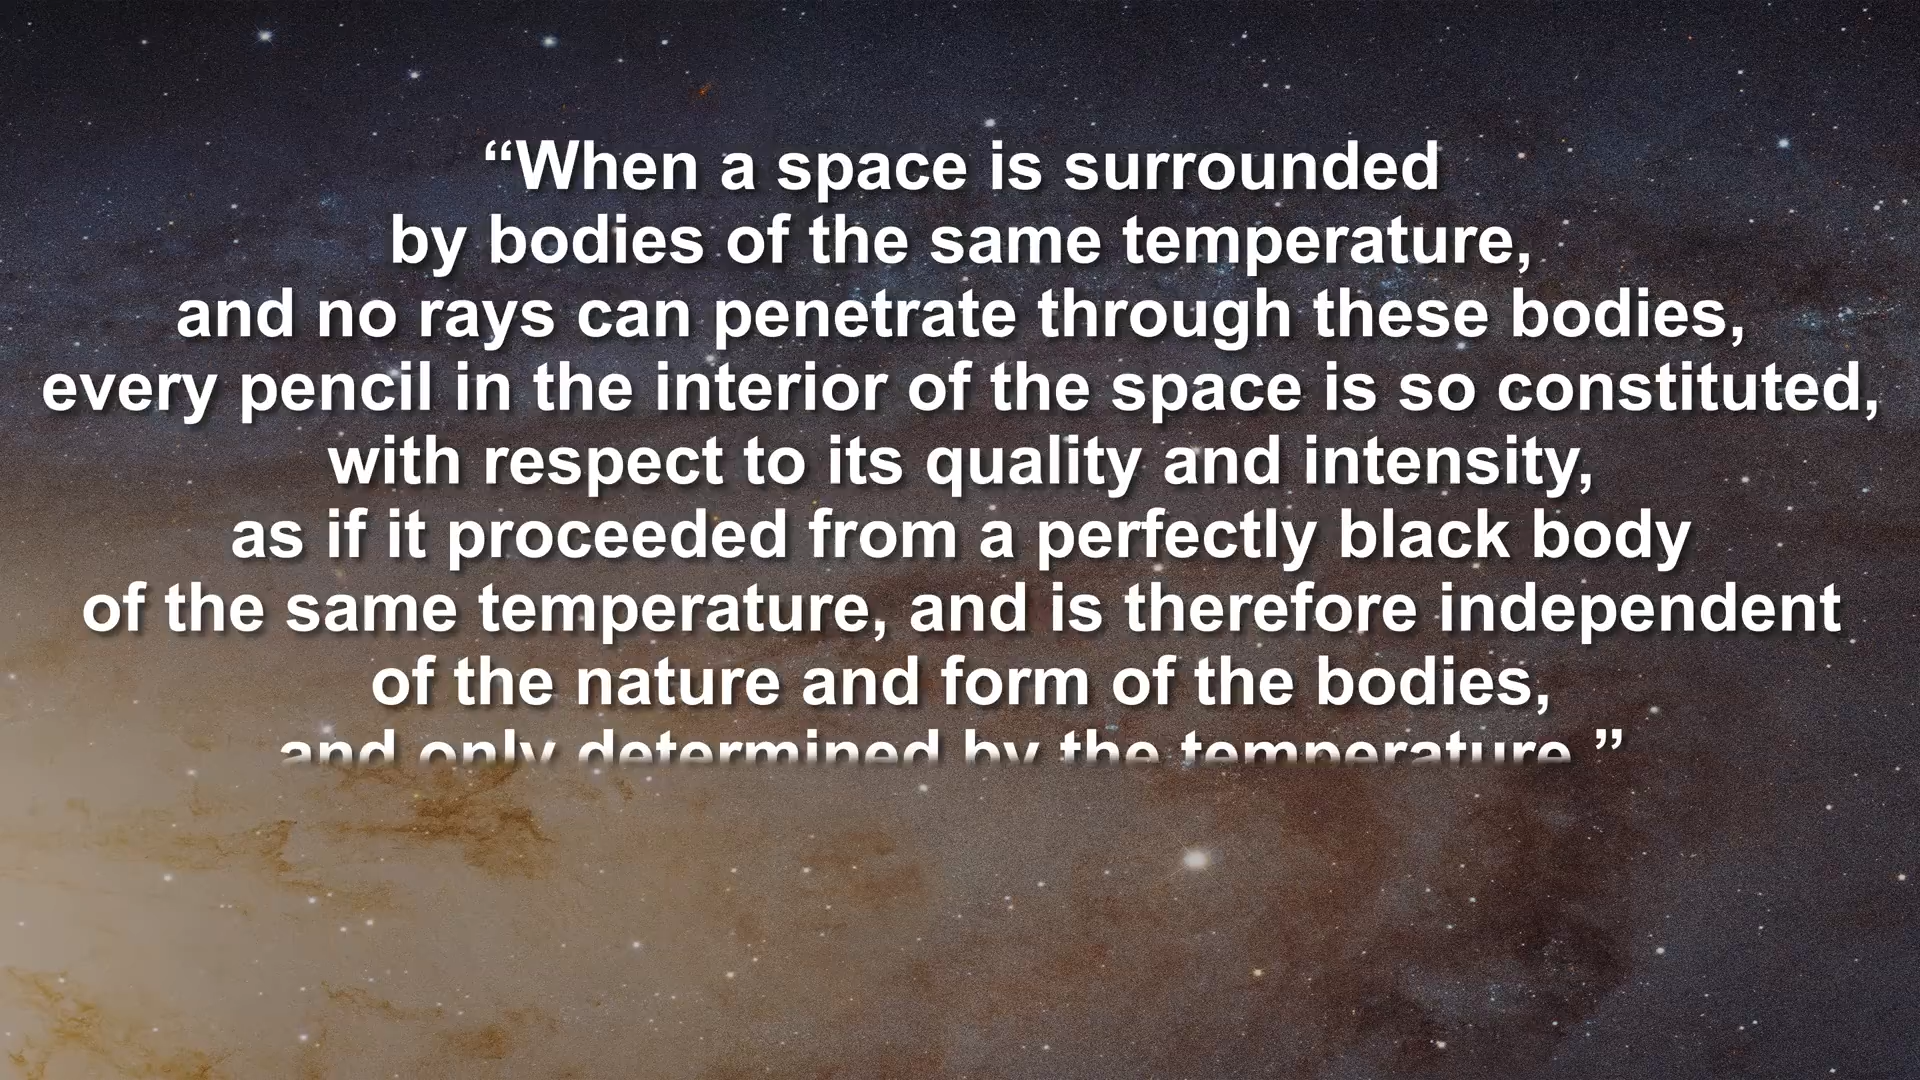 “When a space is surrounded
by bodies of the same temperature,
and no rays can penetrate through these bodies,
every pencil in the interior of the space is so constituted,
with respect to its quality and intensity,
as if it proceeded from a perfectly black body
of the same temperature, and is therefore independent
of the nature and form of the bodies,
and only determined by the temperature.”